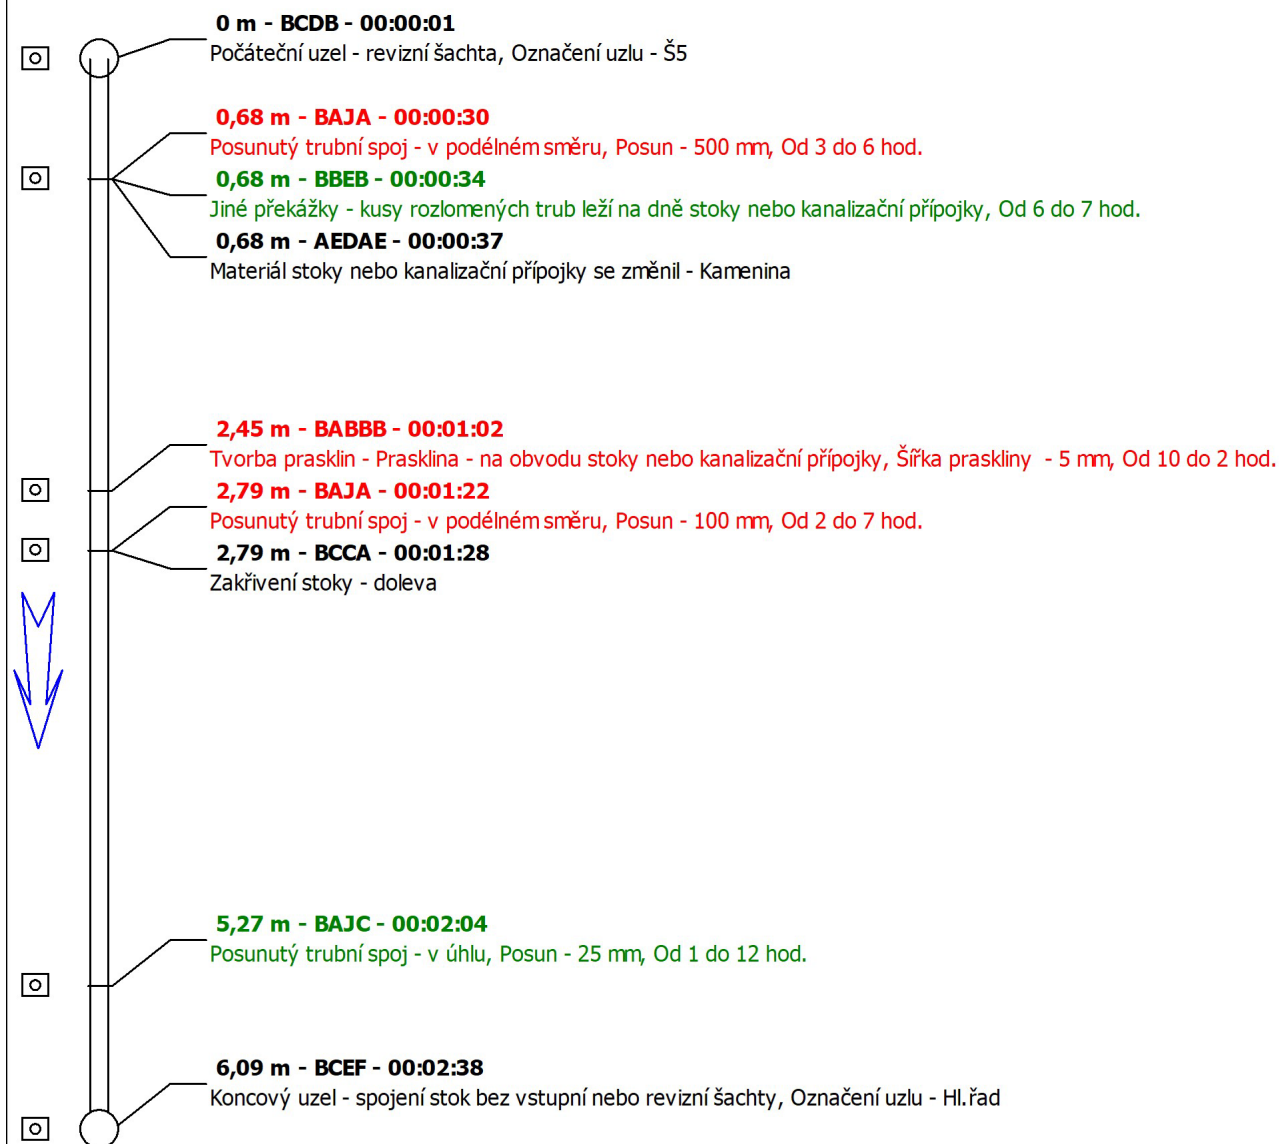 0 m - BCDB - 00:00:01
Počáteční uzel - revizní šachta, Označení uzlu - Š5
0,68 m - BAJA - 00:00:30
Posunutý trubní spoj - v podélném směru, Posun - 500 mm, Od 3 do 6 hod.
0,68 m - BBEB - 00:00:34
Jiné překážky - kusy rozlomených trub leží na dně stoky nebo kanalizační přípojky, Od 6 do 7 hod.
0,68 m - AEDAE - 00:00:37
Materiál stoky nebo kanalizační přípojky se změnil - Kamenina
2,45 m - BABBB - 00:01:02
Tvorba prasklin - Prasklina - na obvodu stoky nebo kanalizační přípojky, Šířka praskliny - 5 mm, Od 10 do 2 hod.
2,79 m - BAJA - 00:01:22
Posunutý trubní spoj - v podélném směru, Posun - 100 mm, Od 2 do 7 hod.
2,79 m - BCCA - 00:01:28
Zakřivení stoky - doleva
5,27 m - BAJC - 00:02:04
Posunutý trubní spoj - v úhlu, Posun - 25 mm, Od 1 do 12 hod.
6,09 m - BCEF - 00:02:38
Koncový uzel - spojení stok bez vstupní nebo revizní šachty, Označení uzlu - Hl.řad